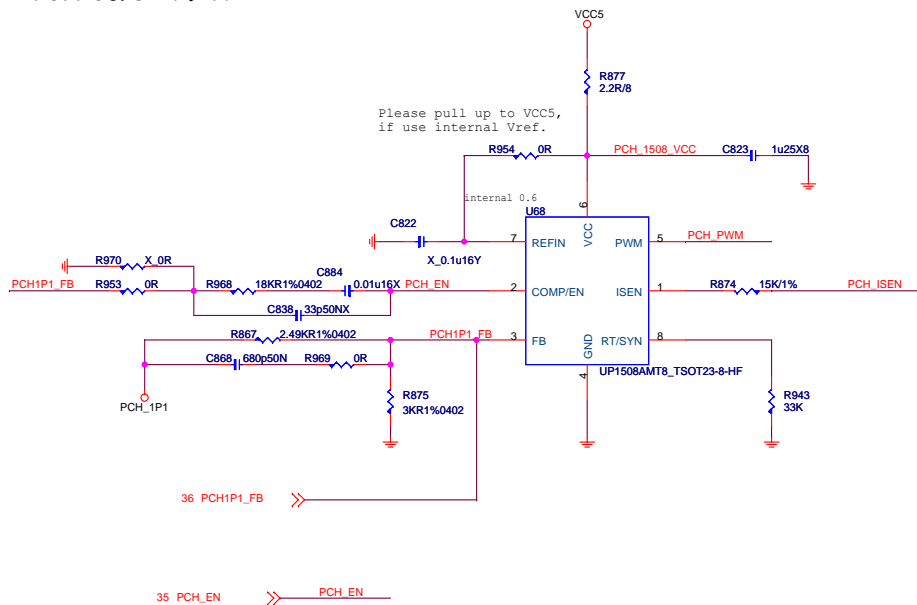 VCC5
R877
2.2R/8
Please pull up to VCC5,
if use internal Vref.
R954 0R
PCH_1508_VCC
C823 1u25X8
internal 0.6
U68
6
C822
7 REFIN VCC PWM 5 PCH_PWM
X_0.1u16Y
R970 X_0R
C884
PCH1P1_FB R953 0R R968 18KR1%0402 0.01u16X PCH_EN 2 COMP/EN ISEN 1 R874 15K/1% PCH_ISEN
C838 33p50NX
R867 2.49KR1%0402 PCH1P1_FB 3 FB GND RT/SYN 8
C868 680p50N R969 0R
4
UP1508AMT8_TSOT23-8-HF
PCH_1P1
R875
3KR1%0402
R943
33K
36 PCH1P1_FB
35 PCH_EN PCH_EN